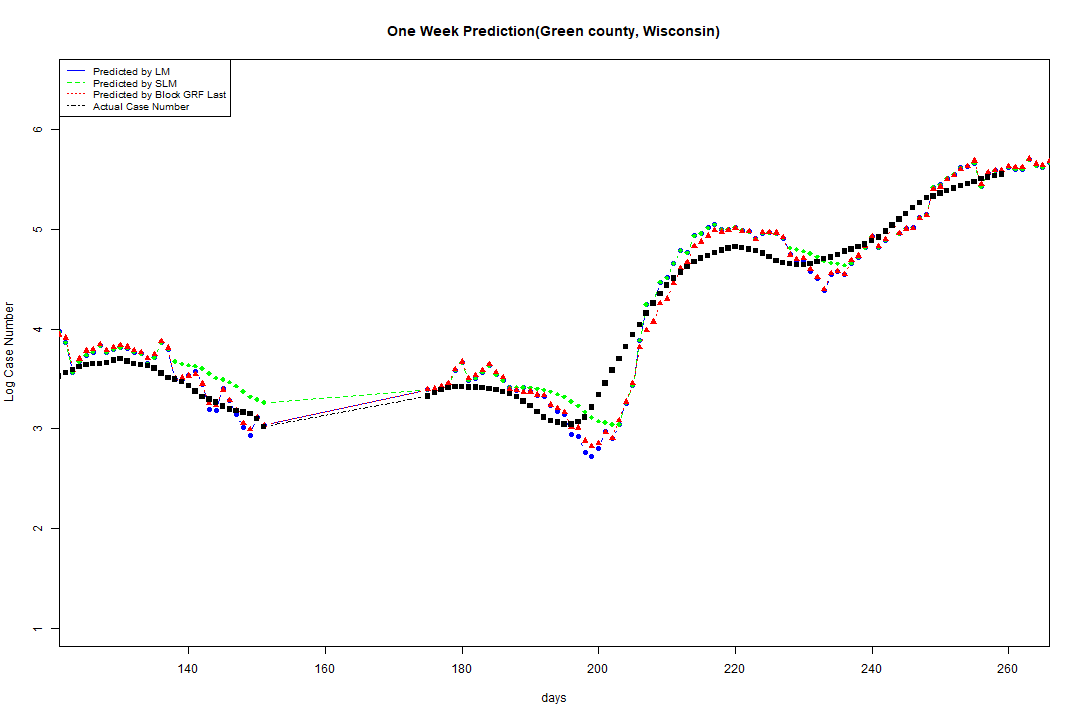 One Week Prediction(Green county, Wisconsin)
Predicted by LM
Predicted by SLM
Predicted by Block GRF Last
Actual Case Number
6
5
4
3
2
1
Log Case Number
140 160 180 200 220 240 260
days